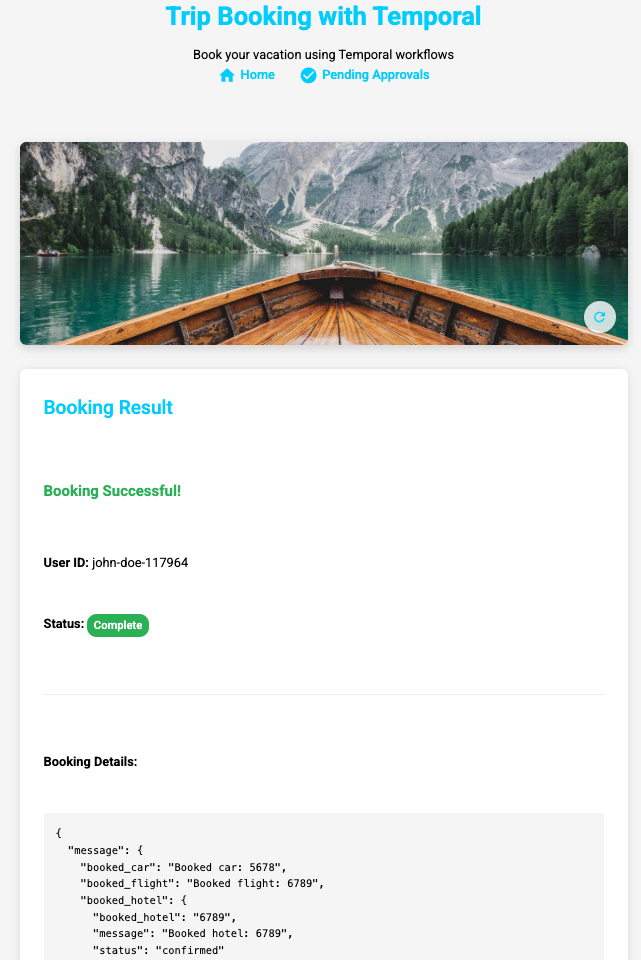 Trip Booking with Temporal
Book your vacation using Temporal workflows
Home Pending Approvals
Booking Result
Booking Successful!
User ID: john-doe-117964
Status: Complete
Booking Details:
{
  "message": {
    "booked_car": "Booked car: 5678",
    "booked_flight": "Booked flight: 6789",
    "booked_hotel": {
      "booked_hotel": "6789",
      "message": "Booked hotel: 6789",
      "status": "confirmed"